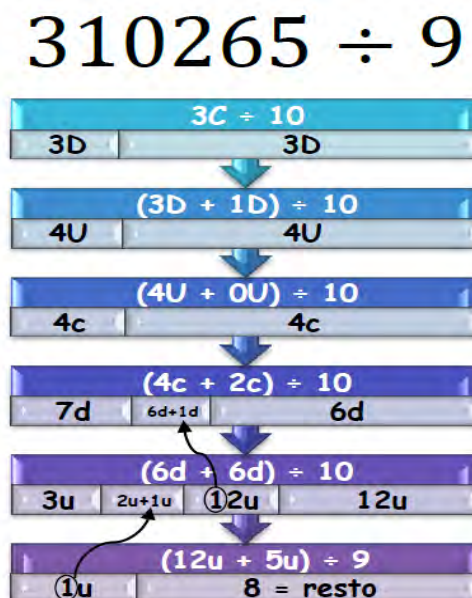 310265 ÷ 9
3C ÷ 10
3D 3D
(3D + 1D) ÷ 10
4U 4U
(4U + 0U) ÷ 10
4c 4c
(4c + 2c) ÷ 10
7d 6d+1d 6d
(6d + 6d) ÷ 10
3u 2u+1u 12u 12u
(12u + 5u) ÷ 9
1u 8 = resto